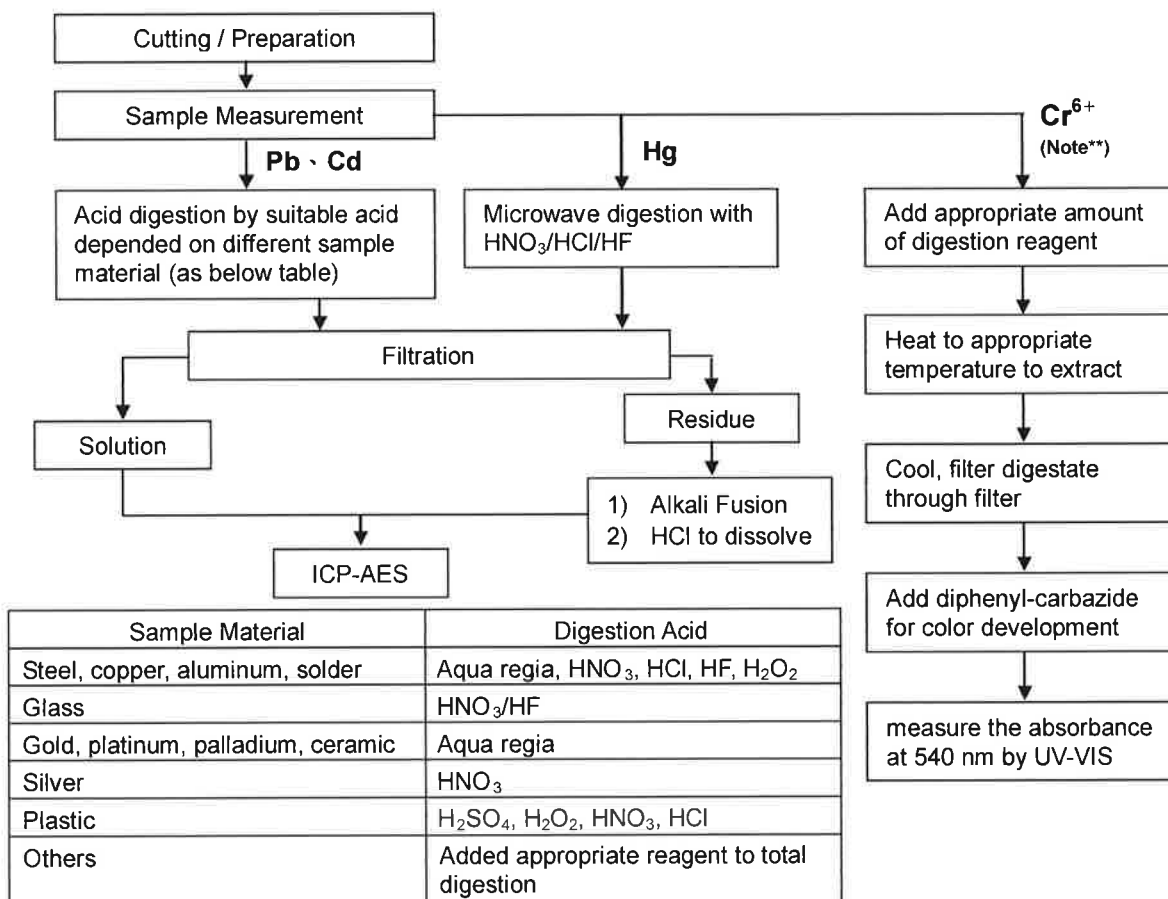 Cutting / Preparation
Sample Measurement
Pb、Cd
Hg
Cr⁶⁺
(Note**)
Acid digestion by suitable acid
depended on different sample
material (as below table)
Microwave digestion with
HNO₃/HCl/HF
Add appropriate amount
of digestion reagent
Filtration
Heat to appropriate
temperature to extract
Solution
Residue
Cool, filter digestate
through filter
1) Alkali Fusion
2) HCl to dissolve
ICP-AES
Add diphenyl-carbazide
for color development
measure the absorbance
at 540 nm by UV-VIS
Sample Material Digestion Acid
Steel, copper, aluminum, solder Aqua regia, HNO₃, HCl, HF, H₂O₂
Glass HNO₃/HF
Gold, platinum, palladium, ceramic Aqua regia
Silver HNO₃
Plastic H₂SO₄, H₂O₂, HNO₃, HCl
Others Added appropriate reagent to total
digestion